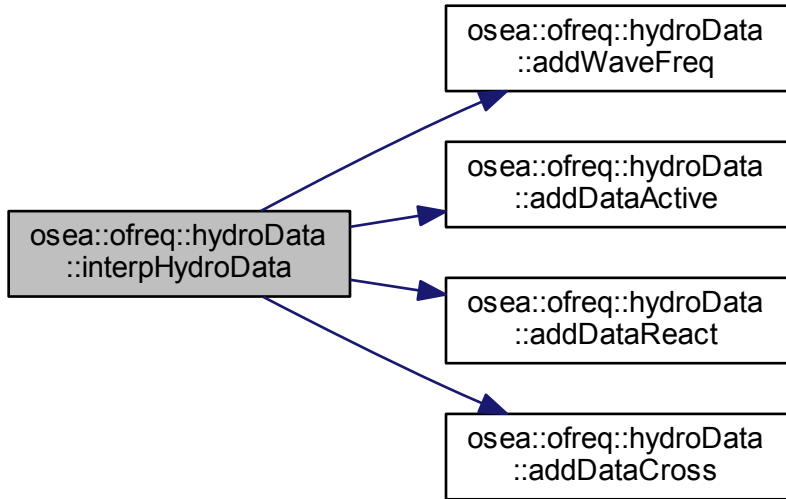 osea::ofreq::hydroData
::addWaveFreq
osea::ofreq::hydroData
::addDataActive
osea::ofreq::hydroData
::interpHydroData
osea::ofreq::hydroData
::addDataReact
osea::ofreq::hydroData
::addDataCross